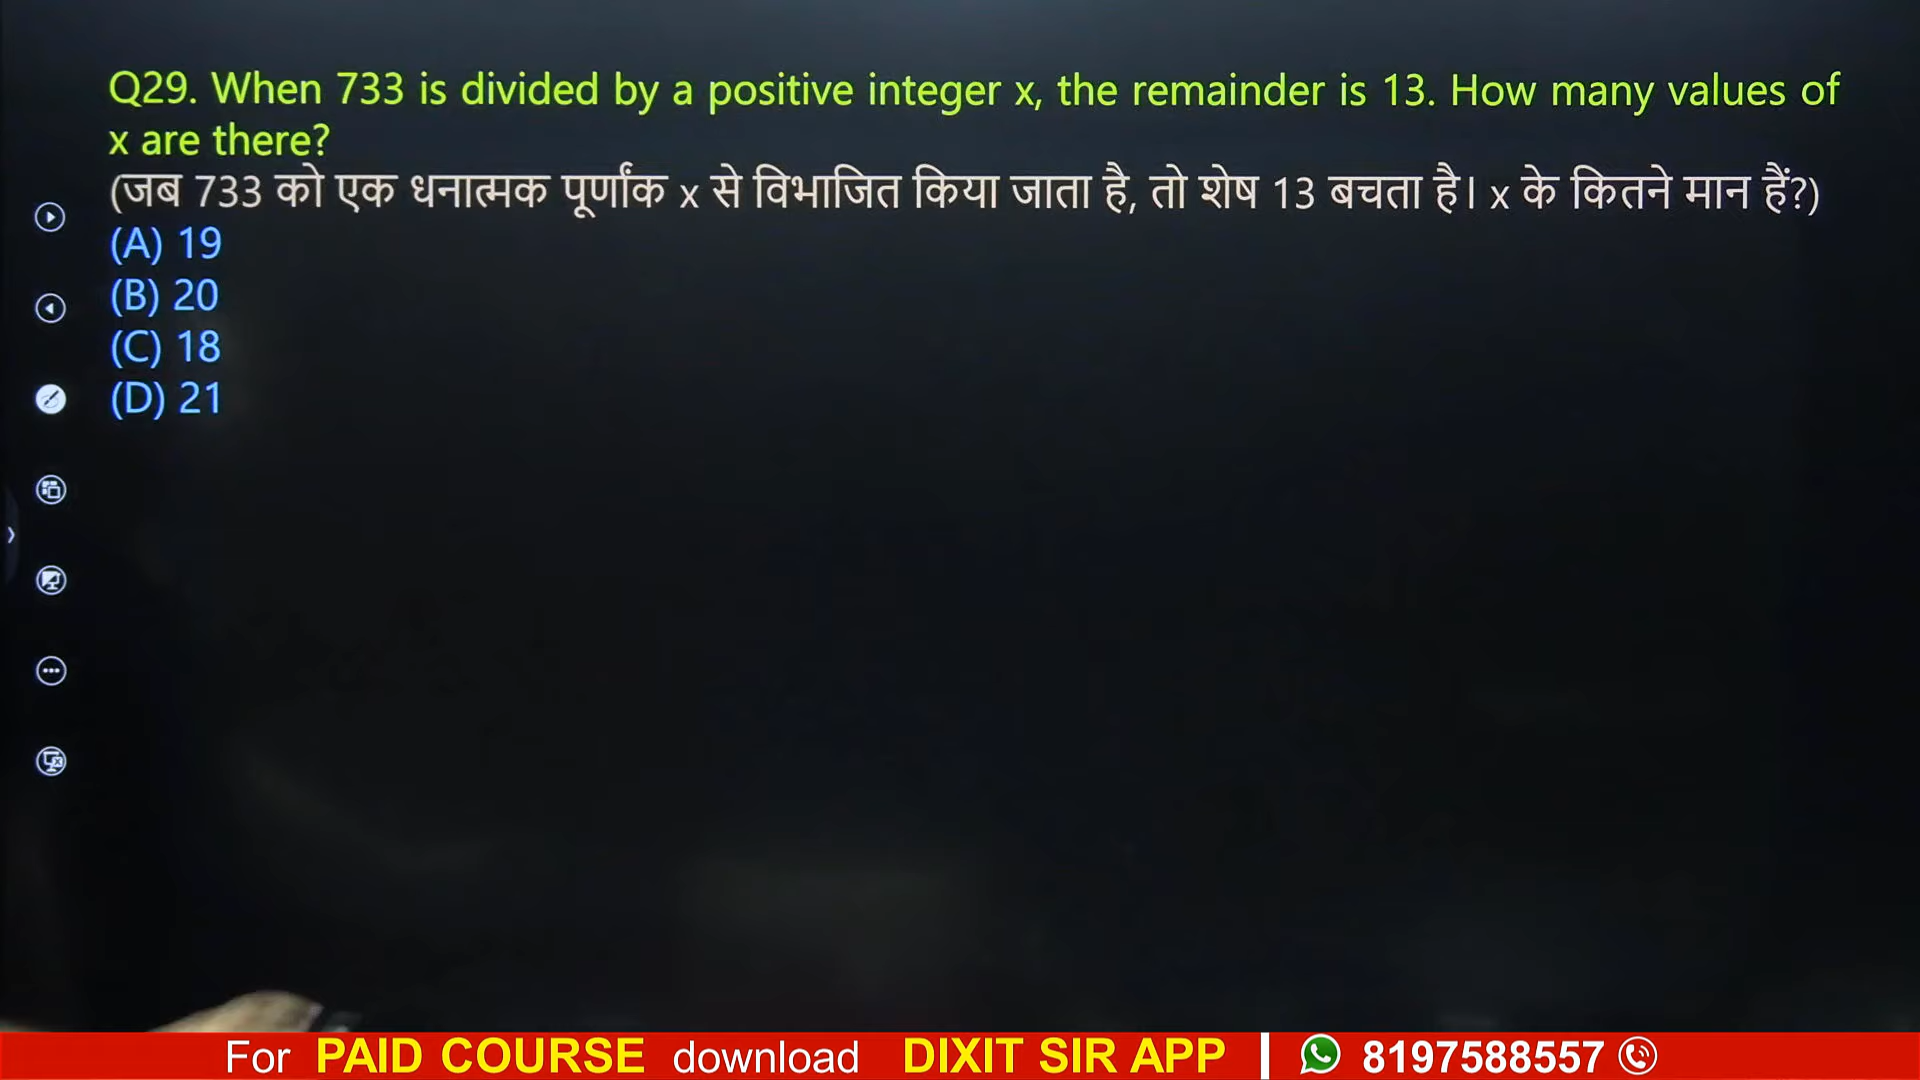 Q29. When 733 is divided by a positive integer x, the remainder is 13. How many values of
x are there?
(जब 733 को एक धनात्मक पूर्णांक x से विभाजित किया जाता है, तो शेष 13 बचता है। x के कितने मान हैं?)
(A) 19
(B) 20
(C) 18
(D) 21
For PAID COURSE download DIXIT SIR APP | 8197588557